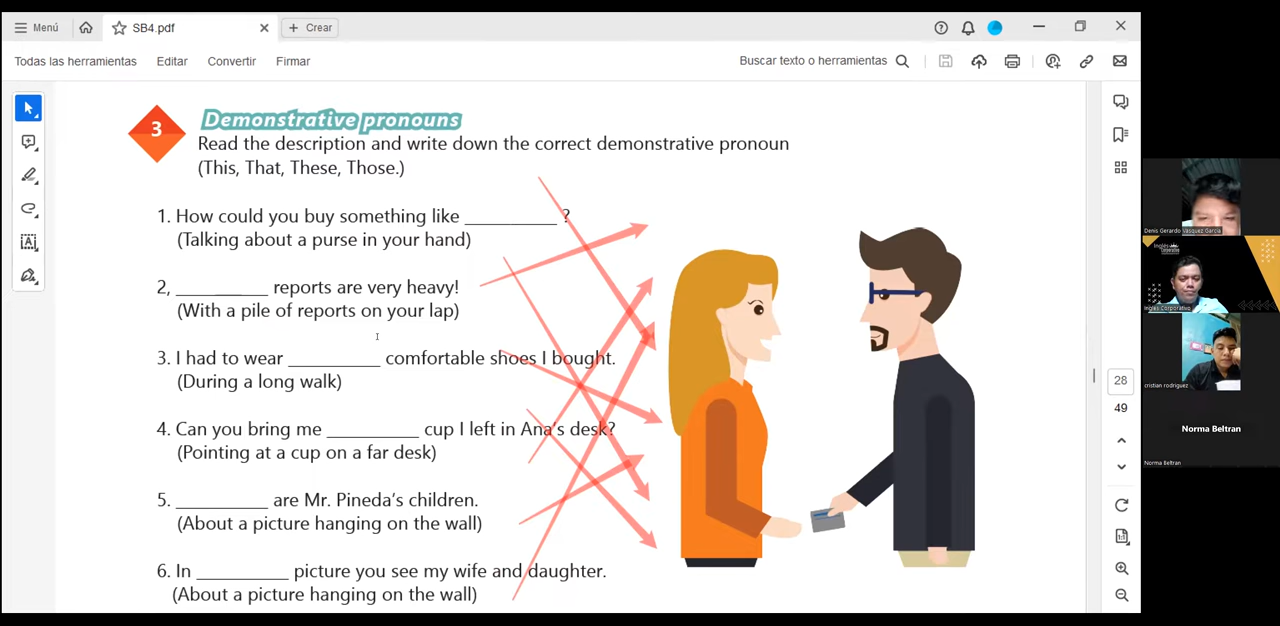 Menú
SB4.pdf
Crear
Todas las herramientas
Editar
Convertir
Firmar
Buscar texto o herramientas
3
Demonstrative pronouns
Read the description and write down the correct demonstrative pronoun
(This, That, These, Those.)
1. How could you buy something like __________ ?
(Talking about a purse in your hand)
2, __________ reports are very heavy!
(With a pile of reports on your lap)
3. I had to wear __________ comfortable shoes I bought.
(During a long walk)
4. Can you bring me __________ cup I left in Ana's desk?
(Pointing at a cup on a far desk)
5. __________ are Mr. Pineda's children.
(About a picture hanging on the wall)
6. In __________ picture you see my wife and daughter.
(About a picture hanging on the wall)
28
49
Denis Gerardo Vasquez Garcia
Inglés Corporativo
cristian rodriguez
Norma Beltran
Norma Beltran